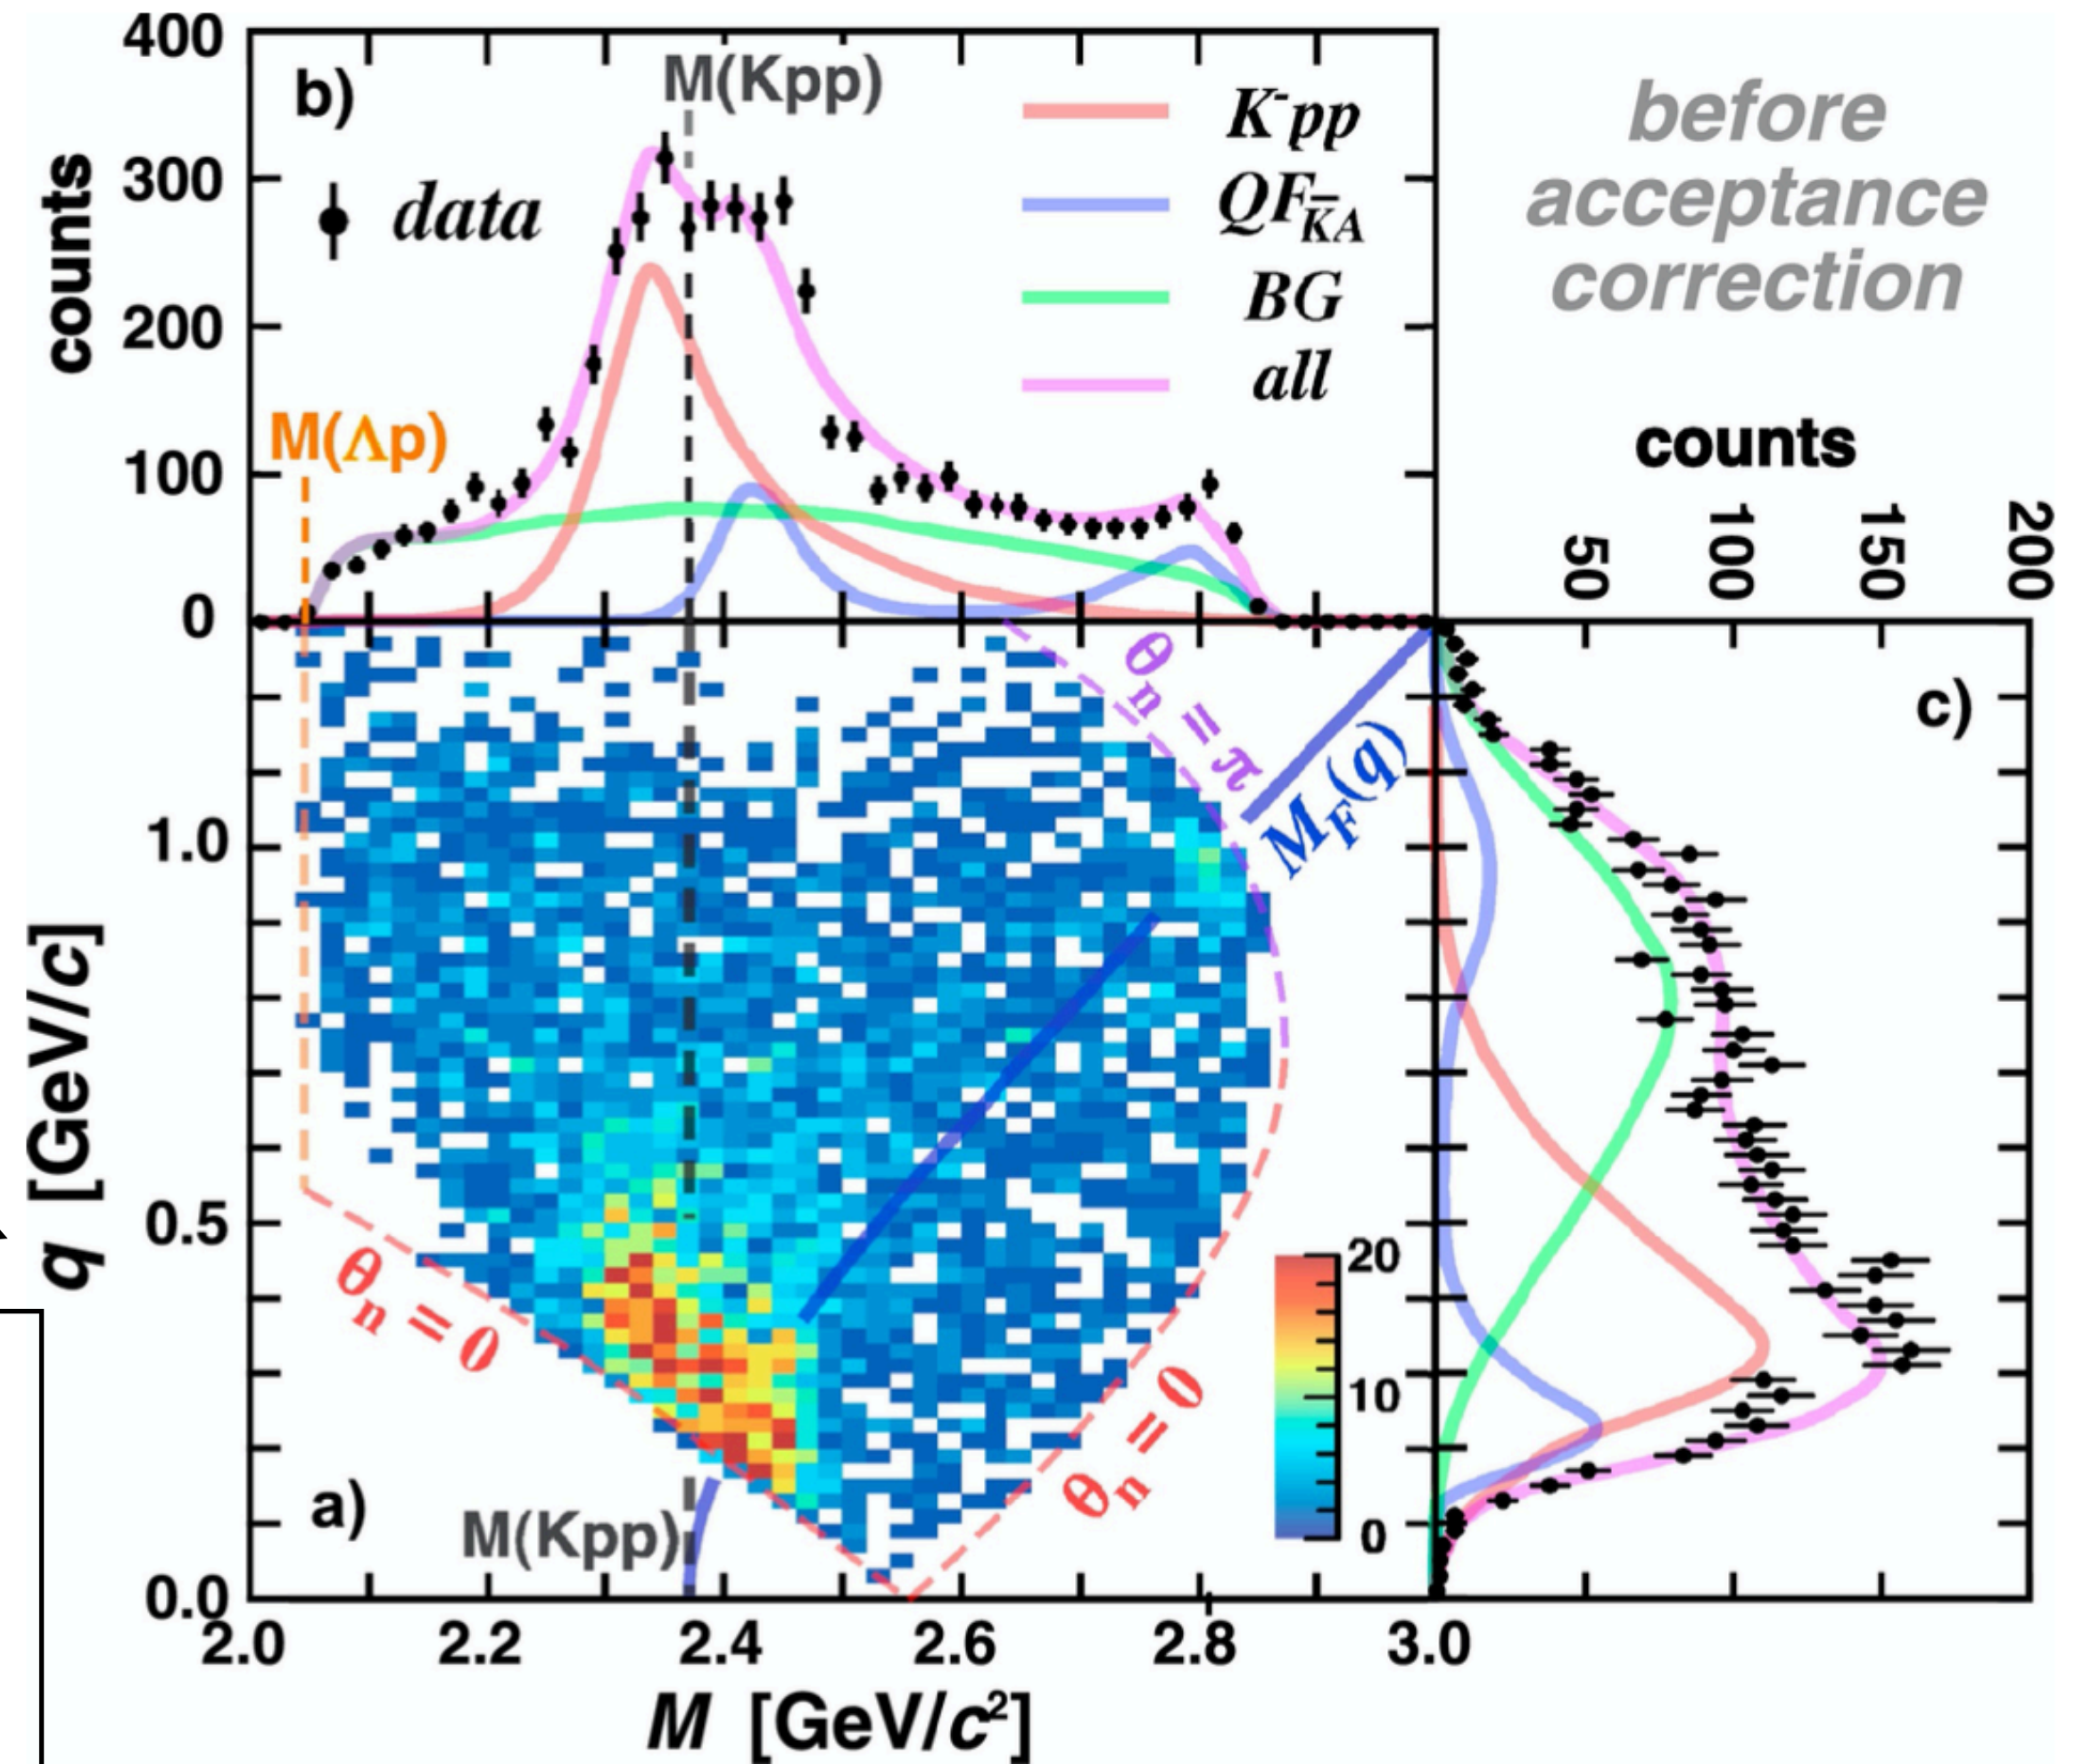 400
300
200
100
0
counts
b)
M(Kpp)
data
M(Λp)
K⁻pp
QF_K̄A
BG
all
before
acceptance
correction
counts
50
100
150
200
c)
θn = π
M_F(q)
1.0
0.5
0.0
q [GeV/c]
θn = 0
θn = 0
a)
M(Kpp)
20
10
0
2.0
2.2
2.4
2.6
2.8
3.0
M [GeV/c²]